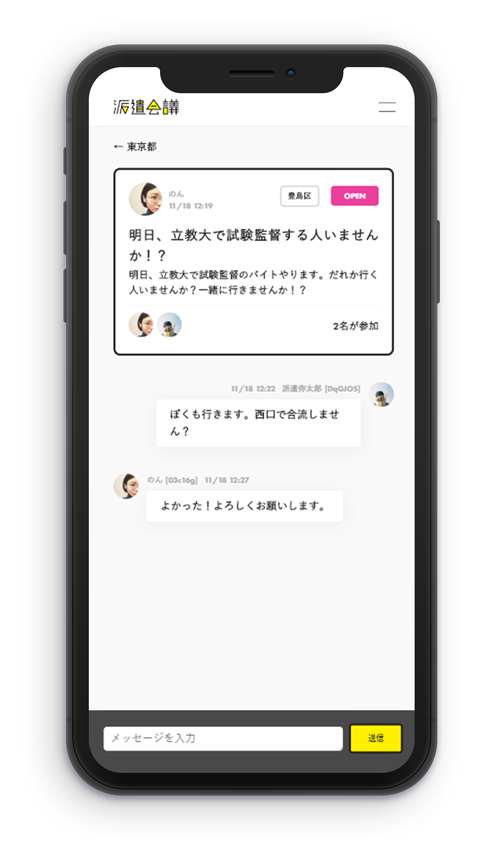 派遣会議
← 東京都
のん
11/18 12:19
豊島区
OPEN
明日、立教大で試験監督する人いません
か！？
明日、立教大で試験監督のバイトやります。だれか行く
人いませんか？一緒に行きませんか！？
2名が参加
11/18 12:22 派遣弥太郎 [DqGJOS]
ぼくも行きます。西口で合流しませ
ん？
のん [03c16g] 11/18 12:27
よかった！よろしくお願いします。
メッセージを入力
送信